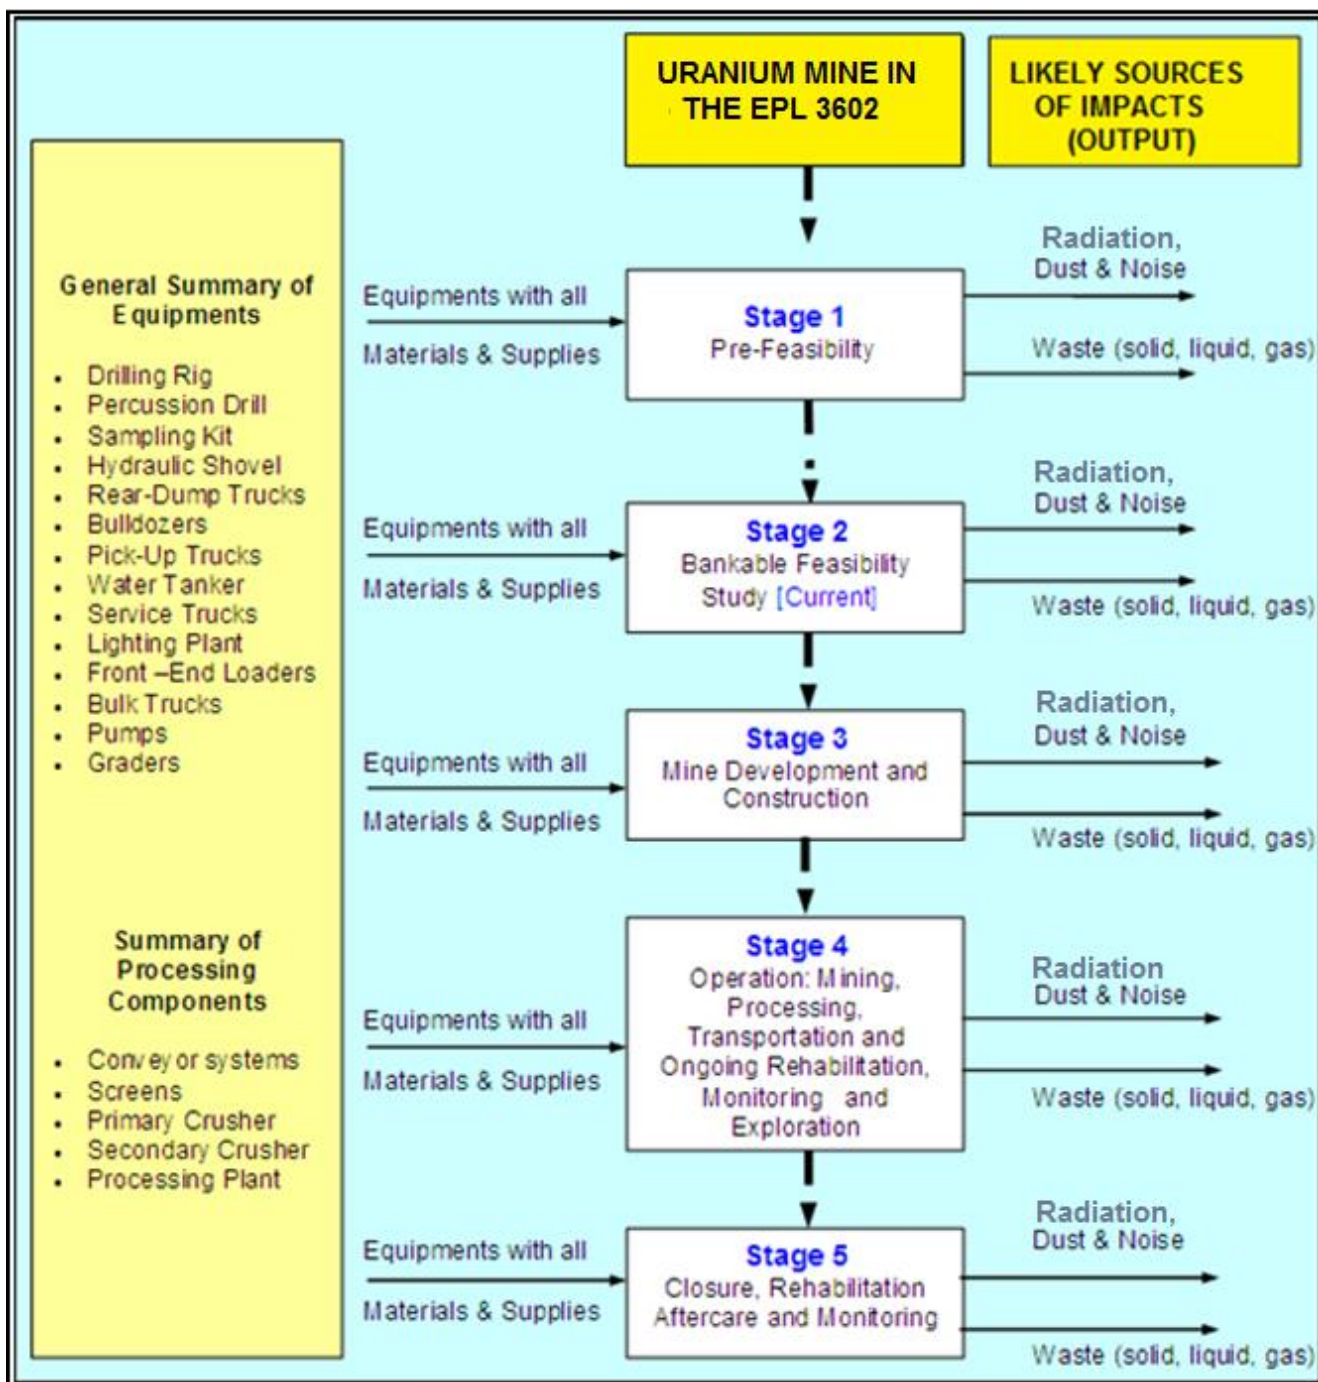 URANIUM MINE IN
THE EPL 3602
LIKELY SOURCES
OF IMPACTS
(OUTPUT)
General Summary of
Equipments
• Drilling Rig
• Percussion Drill
• Sampling Kit
• Hydraulic Shovel
• Rear-Dump Trucks
• Bulldozers
• Pick-Up Trucks
• Water Tanker
• Service Trucks
• Lighting Plant
• Front –End Loaders
• Bulk Trucks
• Pumps
• Graders
Summary of
Processing
Components
• Conveyor systems
• Screens
• Primary Crusher
• Secondary Crusher
• Processing Plant
Equipments with all
Materials & Supplies
Stage 1
Pre-Feasibility
Radiation,
Dust & Noise
Waste (solid, liquid, gas)
Equipments with all
Materials & Supplies
Stage 2
Bankable Feasibility
Study [Current]
Radiation,
Dust & Noise
Waste (solid, liquid, gas)
Equipments with all
Materials & Supplies
Stage 3
Mine Development and
Construction
Radiation,
Dust & Noise
Waste (solid, liquid, gas)
Equipments with all
Materials & Supplies
Stage 4
Operation: Mining,
Processing,
Transportation and
Ongoing Rehabilitation,
Monitoring and
Exploration
Radiation
Dust & Noise
Waste (solid, liquid, gas)
Equipments with all
Materials & Supplies
Stage 5
Closure, Rehabilitation
Aftercare and Monitoring
Radiation,
Dust & Noise
Waste (solid, liquid, gas)